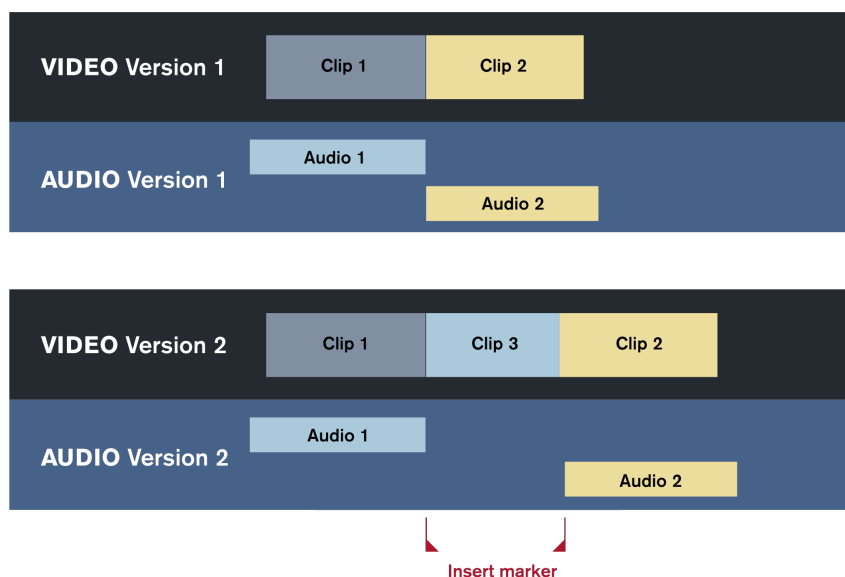 VIDEO Version 1
Clip 1
Clip 2
AUDIO Version 1
Audio 1
Audio 2
VIDEO Version 2
Clip 1
Clip 3
Clip 2
AUDIO Version 2
Audio 1
Audio 2
Insert marker